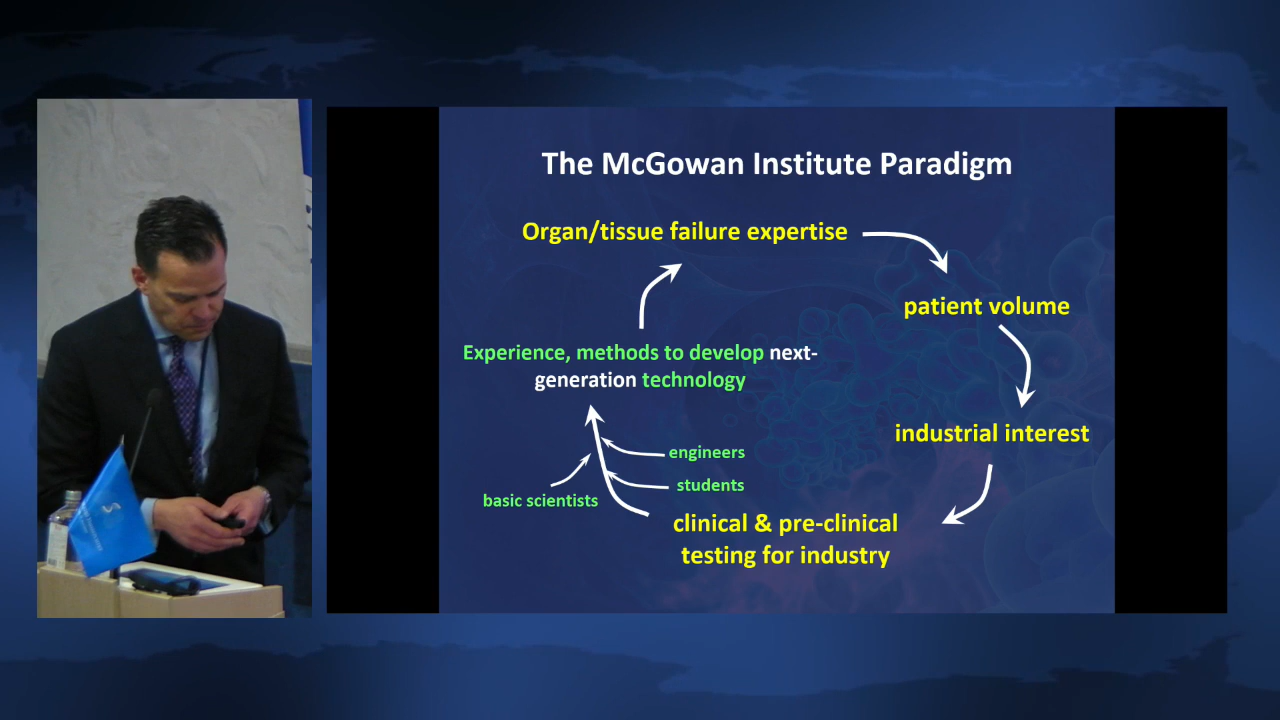 The McGowan Institute Paradigm
Organ/tissue failure expertise
patient volume
Experience, methods to develop next-
generation technology
industrial interest
engineers
students
basic scientists
clinical & pre-clinical
testing for industry